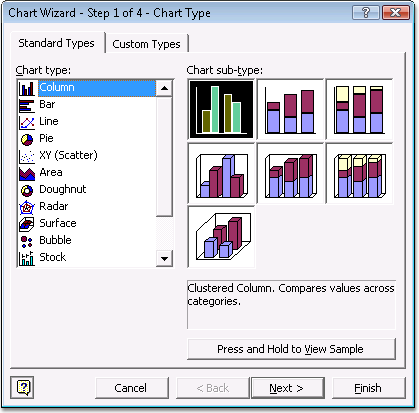 Chart Wizard - Step 1 of 4 - Chart Type
Standard Types
Custom Types
Chart type:
Column
Bar
Line
Pie
XY (Scatter)
Area
Doughnut
Radar
Surface
Bubble
Stock
Chart sub-type:
Clustered Column. Compares values across
categories.
Press and Hold to View Sample
Cancel
< Back
Next >
Finish